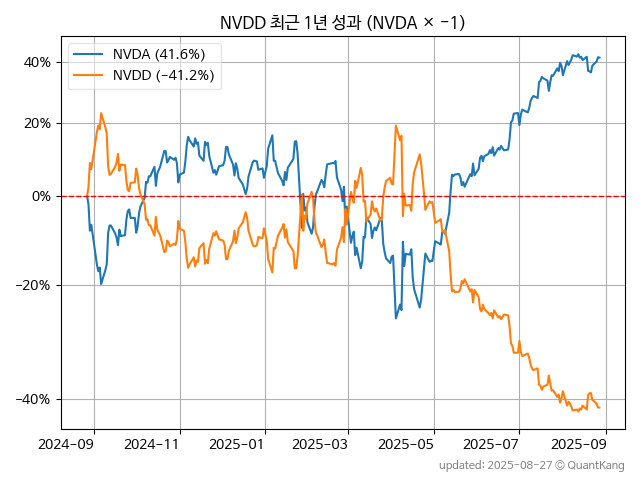 NVDD 최근 1년 성과 (NVDA × −1)
NVDA (41.6%)
NVDD (−41.2%)
40%
20%
0%
−20%
−40%
2024-09 2024-11 2025-01 2025-03 2025-05 2025-07 2025-09
updated: 2025-08-27 © QuantKang